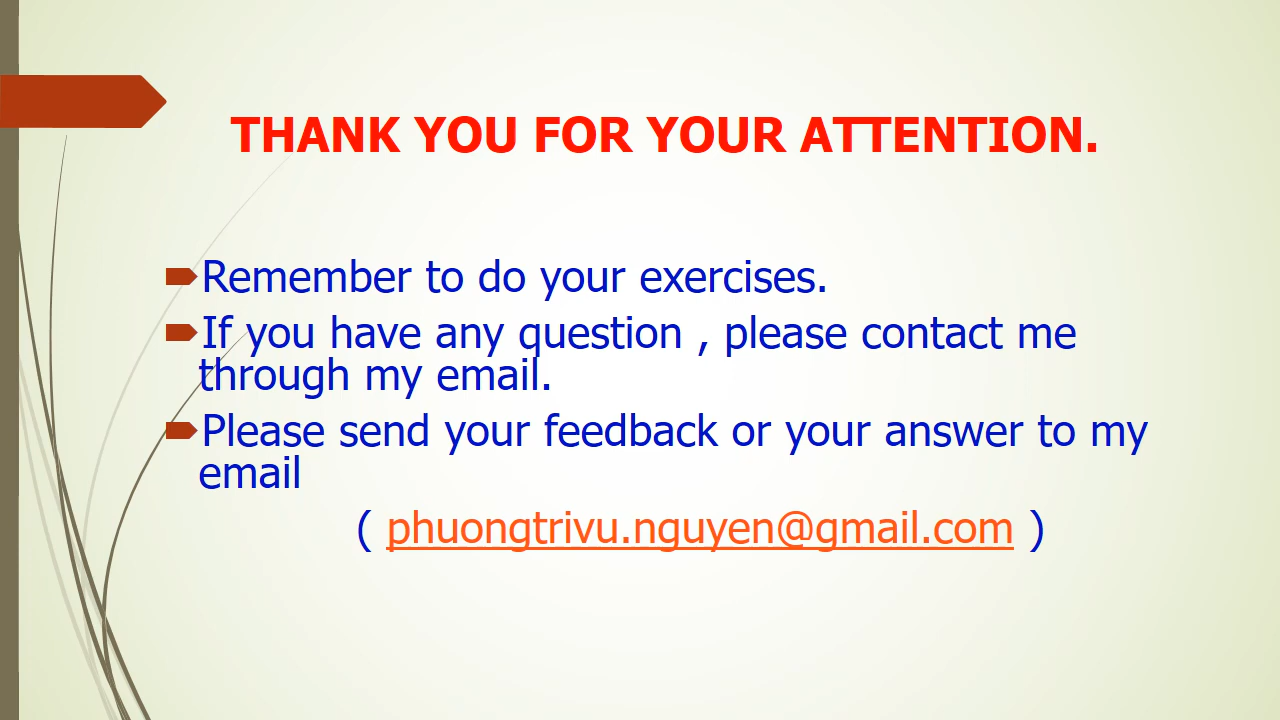 THANK YOU FOR YOUR ATTENTION.
Remember to do your exercises.
If you have any question , please contact me
through my email.
Please send your feedback or your answer to my
email
( phuongtrivu.nguyen@gmail.com )